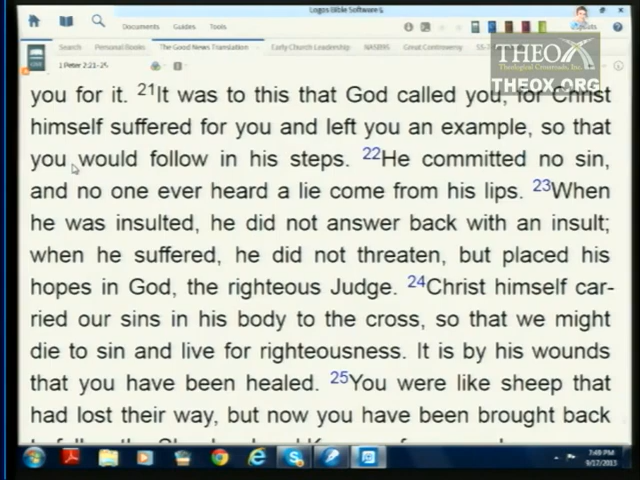 Logos Bible Software 5
Documents Guides Tools
Search Personal Books The Good News Translation Early Church Leadership NASB95 Great Controversy
1 Peter 2:21-25
THEOX
Theological Crossroads, Inc.
THEOX.ORG
you for it. 21It was to this that God called you, for Christ
himself suffered for you and left you an example, so that
you would follow in his steps. 22He committed no sin,
and no one ever heard a lie come from his lips. 23When
he was insulted, he did not answer back with an insult;
when he suffered, he did not threaten, but placed his
hopes in God, the righteous Judge. 24Christ himself car-
ried our sins in his body to the cross, so that we might
die to sin and live for righteousness. It is by his wounds
that you have been healed. 25You were like sheep that
had lost their way, but now you have been brought back
7:49 PM
9/17/2013